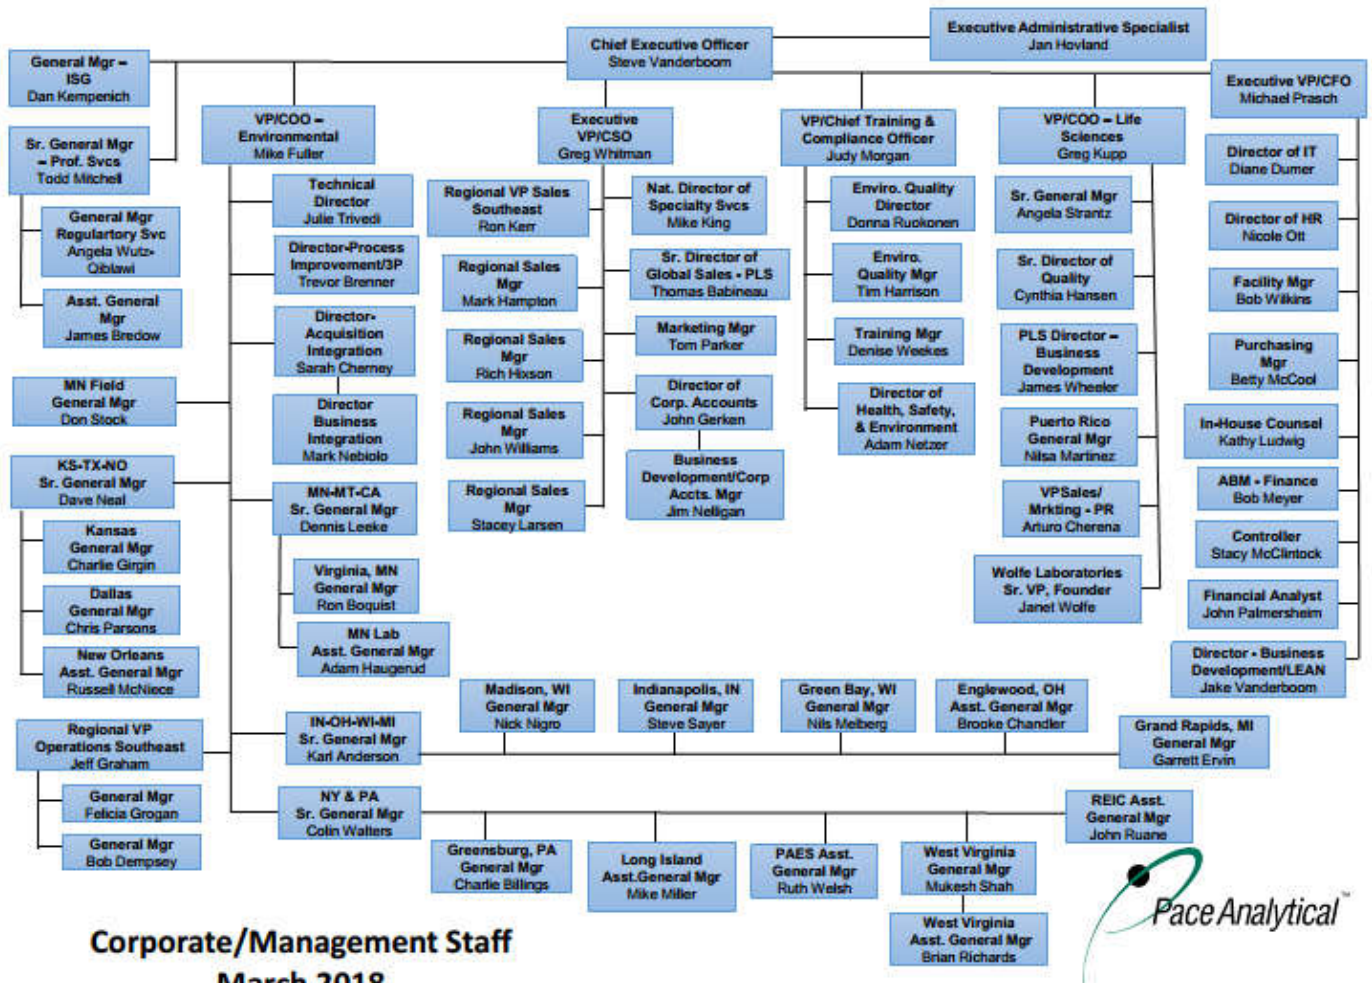 Executive Administrative Specialist
Jan Hovland
Chief Executive Officer
Steve Vanderboom
General Mgr –
ISG
Dan Kempenich
Executive VP/CFO
Michael Prasch
Sr. General Mgr
– Prof. Svcs
Todd Mitchell
VP/COO –
Environmental
Mike Fuller
Executive
VP/CSO
Greg Whitman
VP/Chief Training &
Compliance Officer
Judy Morgan
VP/COO – Life
Sciences
Greg Kupp
General Mgr
Regulartory Svc
Angela Wutz-
Qiblawi
Asst. General
Mgr
James Bredow
MN Field
General Mgr
Don Stock
KS-TX-NO
Sr. General Mgr
Dave Neal
Kansas
General Mgr
Charlie Girgin
Dallas
General Mgr
Chris Parsons
New Orleans
Asst. General Mgr
Russell McNiece
Regional VP
Operations Southeast
Jeff Graham
General Mgr
Felicia Grogan
General Mgr
Bob Dempsey
Technical
Director
Julie Trivedi
Director-Process
Improvement/3P
Trevor Brenner
Director-
Acquisition
Integration
Sarah Cherney
Director
Business
Integration
Mark Nebiolo
MN-MT-CA
Sr. General Mgr
Dennis Leeke
Virginia, MN
General Mgr
Ron Boquist
MN Lab
Asst. General Mgr
Adam Haugerud
IN-OH-WI-MI
Sr. General Mgr
Karl Anderson
Madison, WI
General Mgr
Nick Nigro
Indianapolis, IN
General Mgr
Steve Sayer
Green Bay, WI
General Mgr
Nils Melberg
Englewood, OH
Asst. General Mgr
Brooke Chandler
Grand Rapids, MI
General Mgr
Garrett Ervin
NY & PA
Sr. General Mgr
Colin Walters
Greensburg, PA
General Mgr
Charlie Billings
Long Island
Asst.General Mgr
Mike Miller
PAES Asst.
General Mgr
Ruth Welsh
West Virginia
General Mgr
Mukesh Shah
West Virginia
Asst. General Mgr
Brian Richards
REIC Asst.
General Mgr
John Ruane
Regional VP Sales
Southeast
Ron Kerr
Regional Sales
Mgr
Mark Hampton
Regional Sales
Mgr
Rich Hixson
Regional Sales
Mgr
John Williams
Regional Sales
Mgr
Stacey Larsen
Nat. Director of
Specialty Svcs
Mike King
Sr. Director of
Global Sales - PLS
Thomas Babineau
Marketing Mgr
Tom Parker
Director of
Corp. Accounts
John Gerken
Business
Development/Corp
Accts. Mgr
Jim Nelligan
Enviro. Quality
Director
Donna Ruokonen
Enviro.
Quality Mgr
Tim Harrison
Training Mgr
Denise Weekes
Director of
Health, Safety,
& Environment
Adam Netzer
Sr. General Mgr
Angela Strantz
Sr. Director of
Quality
Cynthia Hansen
PLS Director –
Business
Development
James Wheeler
Puerto Rico
General Mgr
Nilsa Martinez
VPSales/
Mrkting - PR
Arturo Cherena
Wolfe Laboratories
Sr. VP, Founder
Janet Wolfe
Director of IT
Diane Dumer
Director of HR
Nicole Ott
Facility Mgr
Bob Wilkins
Purchasing
Mgr
Betty McCool
In-House Counsel
Kathy Ludwig
ABM - Finance
Bob Meyer
Controller
Stacy McClintock
Financial Analyst
John Palmersheim
Director - Business
Development/LEAN
Jake Vanderboom
Pace Analytical™
Corporate/Management Staff
March 2018